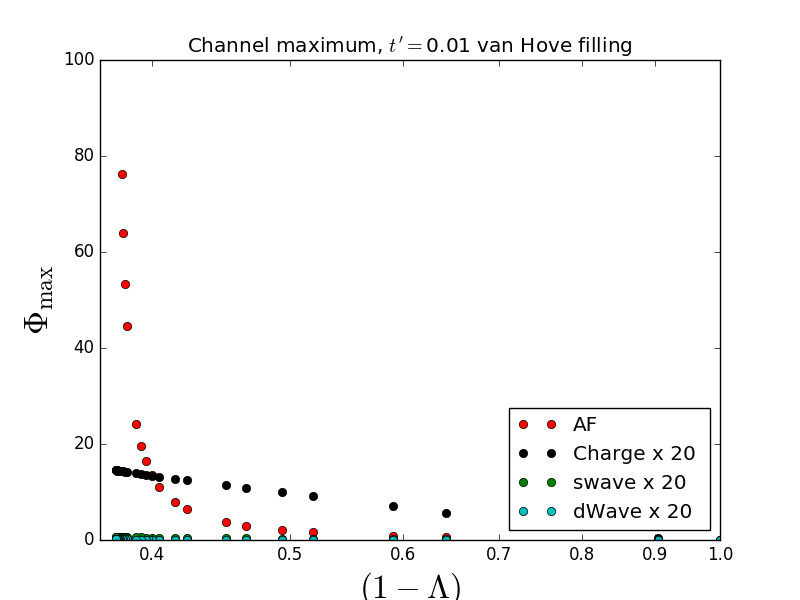 Channel maximum, t′ = 0.01 van Hove filling
100
80
60
40
20
0
Φmax
AF
Charge x 20
swave x 20
dWave x 20
0.4 0.5 0.6 0.7 0.8 0.9 1.0
(1 − Λ)